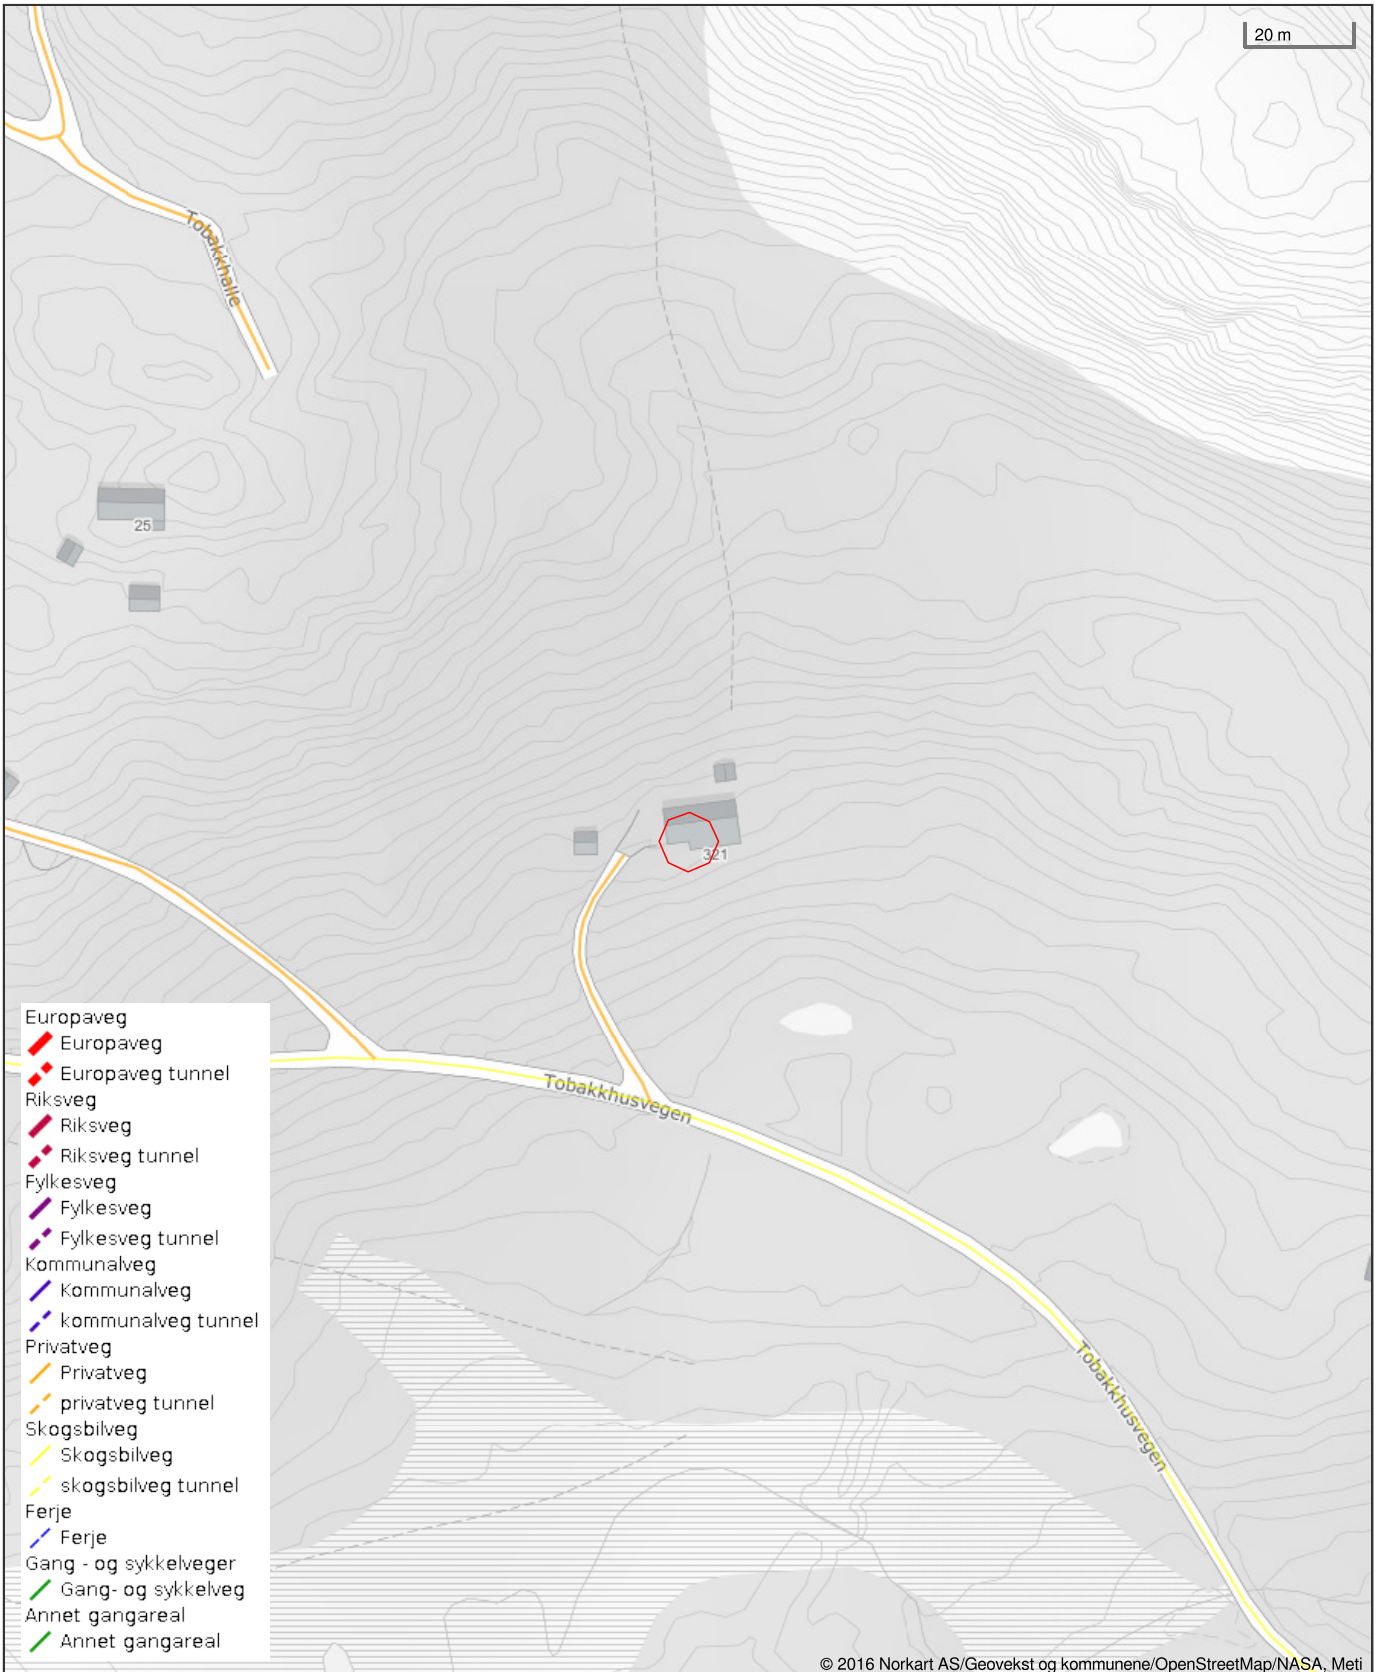 20 m
Tobakkhalle
25
321
Tobakkhusvegen
Tobakkhusvegen
Europaveg
Europaveg
Europaveg tunnel
Riksveg
Riksveg
Riksveg tunnel
Fylkesveg
Fylkesveg
Fylkesveg tunnel
Kommunalveg
Kommunalveg
kommunalveg tunnel
Privatveg
Privatveg
privatveg tunnel
Skogsbilveg
Skogsbilveg
skogsbilveg tunnel
Ferje
Ferje
Gang - og sykkelveger
Gang- og sykkelveg
Annet gangareal
Annet gangareal
© 2016 Norkart AS/Geovekst og kommunene/OpenStreetMap/NASA, Meti